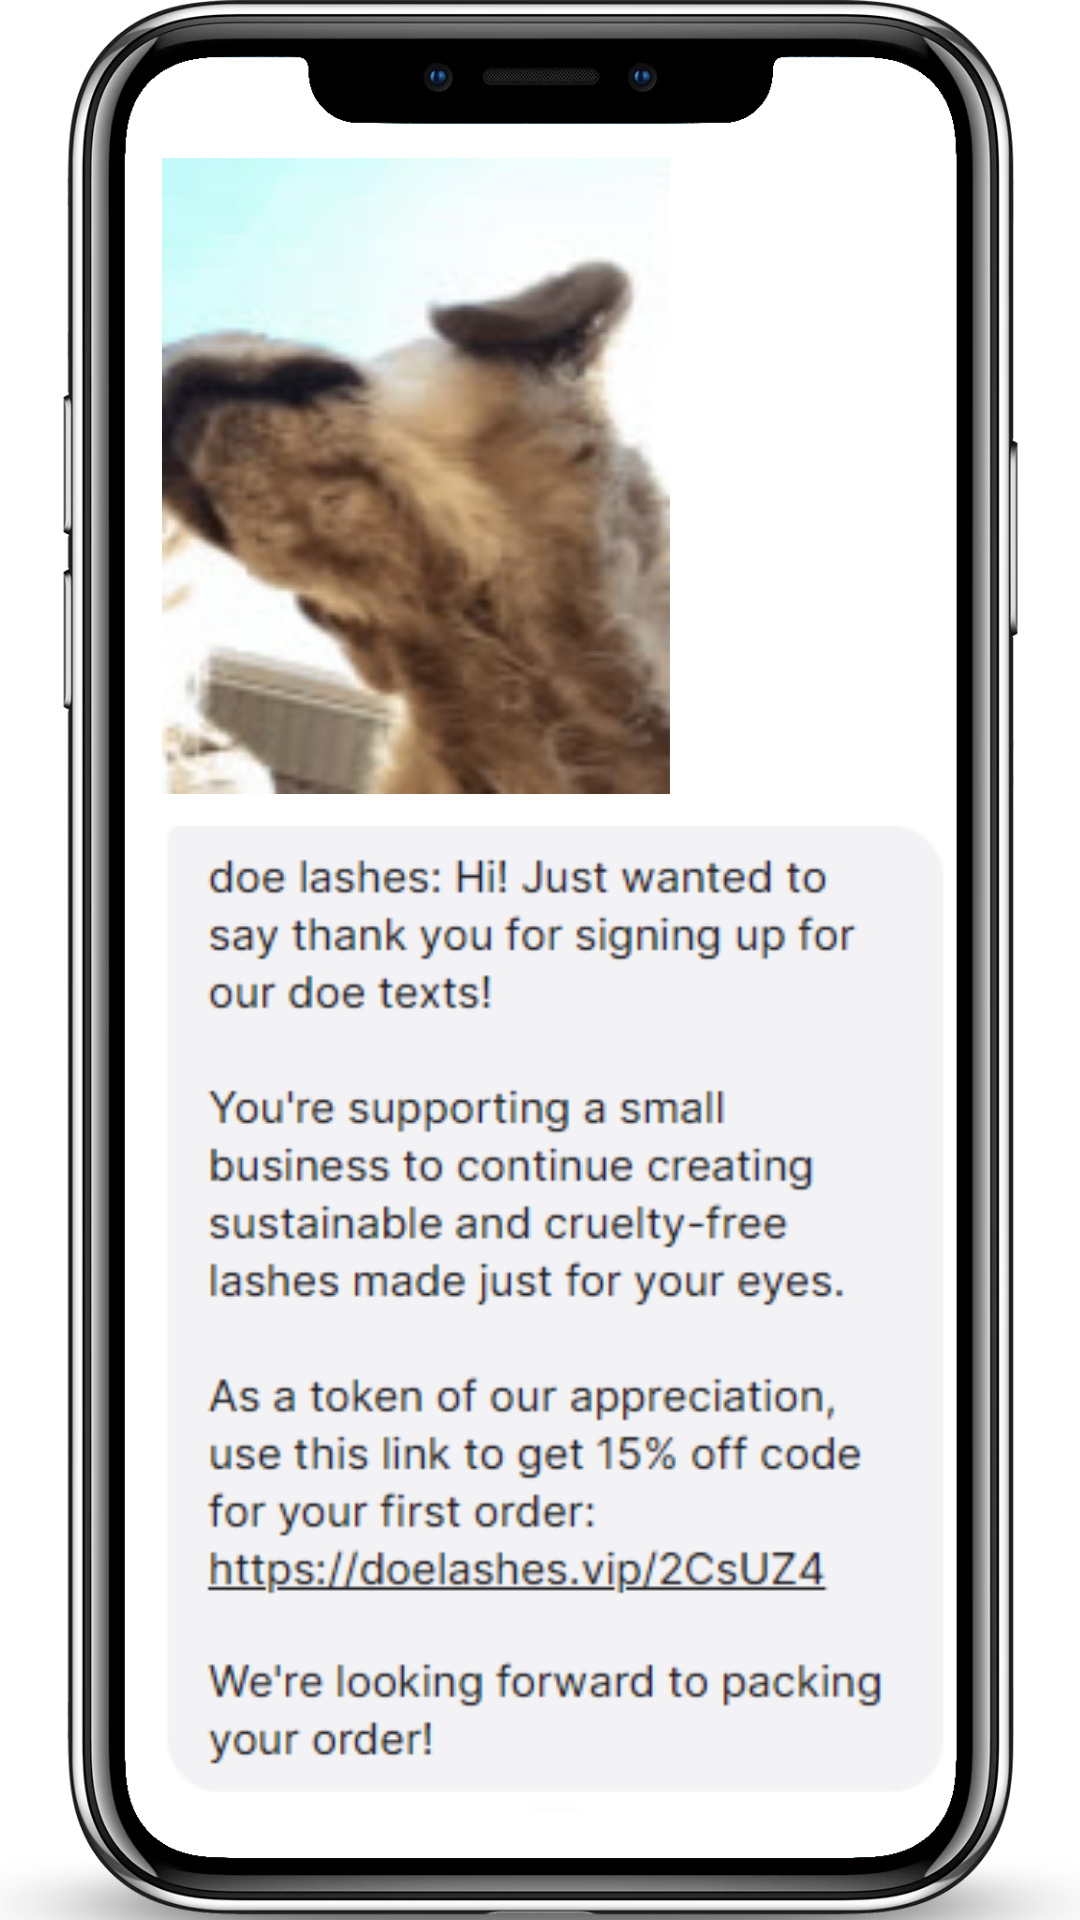 doe lashes: Hi! Just wanted to
say thank you for signing up for
our doe texts!
You're supporting a small
business to continue creating
sustainable and cruelty-free
lashes made just for your eyes.
As a token of our appreciation,
use this link to get 15% off code
for your first order:
https://doelashes.vip/2CsUZ4
We're looking forward to packing
your order!